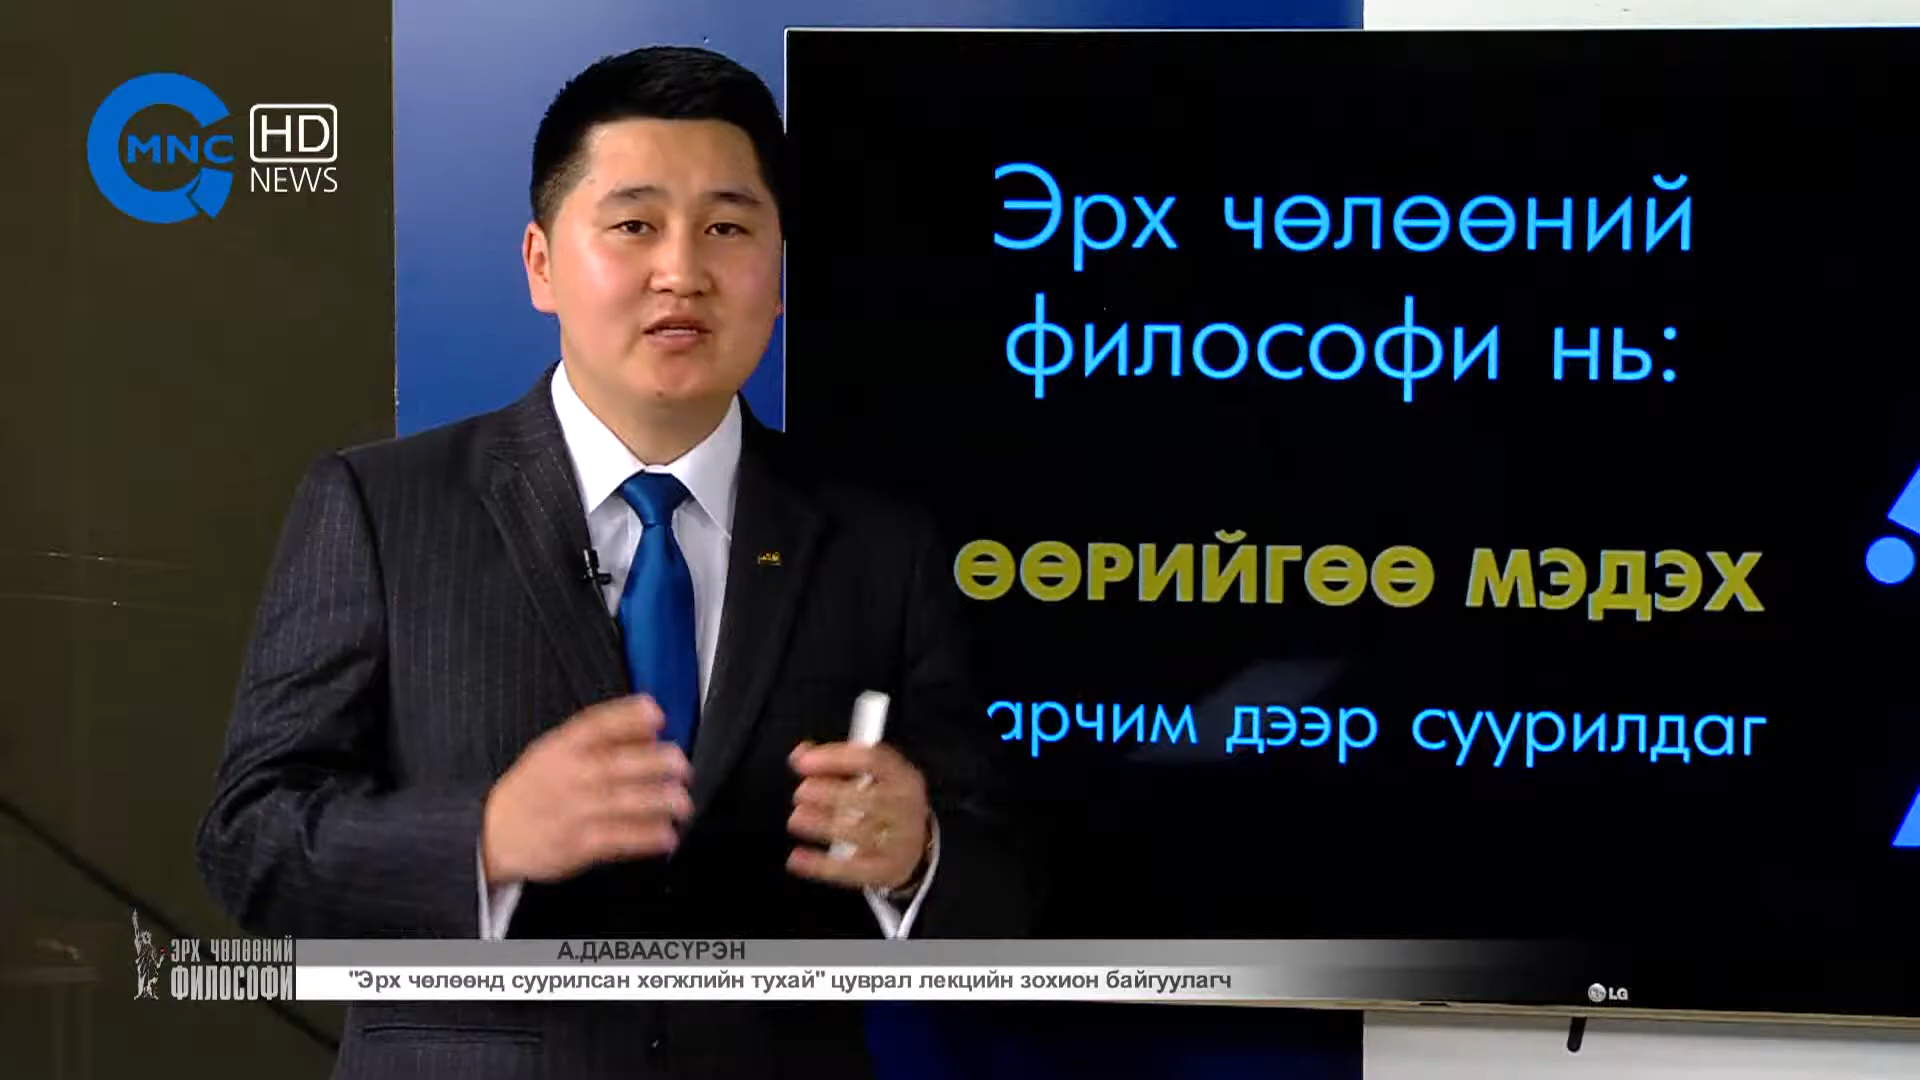 MNC
HD
NEWS
Эрх чөлөөний
философи нь:
ӨӨРИЙГӨӨ МЭДЭХ
зарчим дээр суурилдаг
ЭРХ ЧӨЛӨӨНИЙ
ФИЛОСОФИ
А.ДАВААСҮРЭН
"Эрх чөлөөнд суурилсан хөгжлийн тухай" цуврал лекцийн зохион байгуулагч
LG